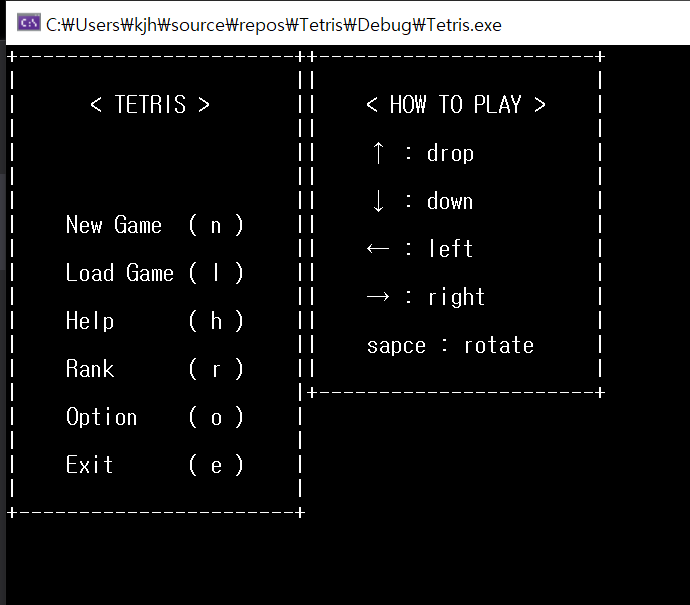 C:₩Users₩kjh₩source₩repos₩Tetris₩Debug₩Tetris.exe
< TETRIS >
New Game ( n )
Load Game ( l )
Help ( h )
Rank ( r )
Option ( o )
Exit ( e )
< HOW TO PLAY >
↑ : drop
↓ : down
← : left
→ : right
sapce : rotate